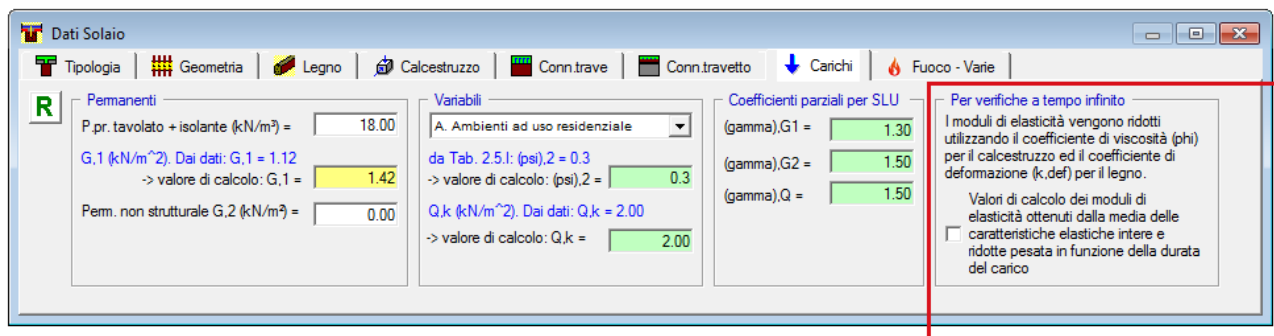 Dati Solaio
Tipologia
Geometria
Legno
Calcestruzzo
Conn.trave
Conn.travetto
Carichi
Fuoco - Varie
R
Permanenti
P.pr. tavolato + isolante (kN/m³) = 18.00
G,1 (kN/m^2). Dai dati: G,1 = 1.12
-> valore di calcolo: G,1 = 1.42
Perm. non strutturale G,2 (kN/m²) = 0.00
Variabili
A. Ambienti ad uso residenziale
da Tab. 2.5.I: (psi),2 = 0.3
-> valore di calcolo: (psi),2 = 0.3
Q,k (kN/m^2). Dai dati: Q,k = 2.00
-> valore di calcolo: Q,k = 2.00
Coefficienti parziali per SLU
(gamma),G1 = 1.30
(gamma),G2 = 1.50
(gamma),Q = 1.50
Per verifiche a tempo infinito
I moduli di elasticità vengono ridotti
utilizzando il coefficiente di viscosità (phi)
per il calcestruzzo ed il coefficiente di
deformazione (k,def) per il legno.
Valori di calcolo dei moduli di
elasticità ottenuti dalla media delle
caratteristiche elastiche intere e
ridotte pesata in funzione della durata
del carico